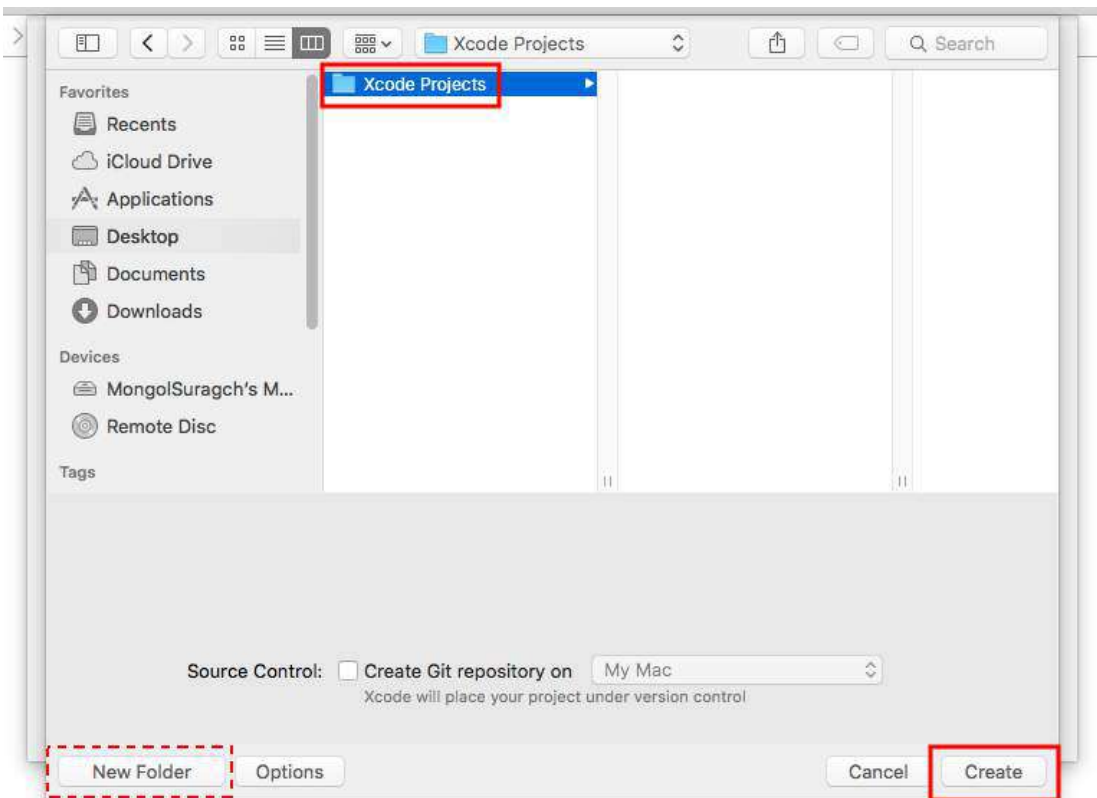 Xcode Projects
Search
Xcode Projects
Favorites
Recents
iCloud Drive
Applications
Desktop
Documents
Downloads
Devices
MongolSuragch's M...
Remote Disc
Tags
Source Control: Create Git repository on My Mac
Xcode will place your project under version control
New Folder Options Cancel Create